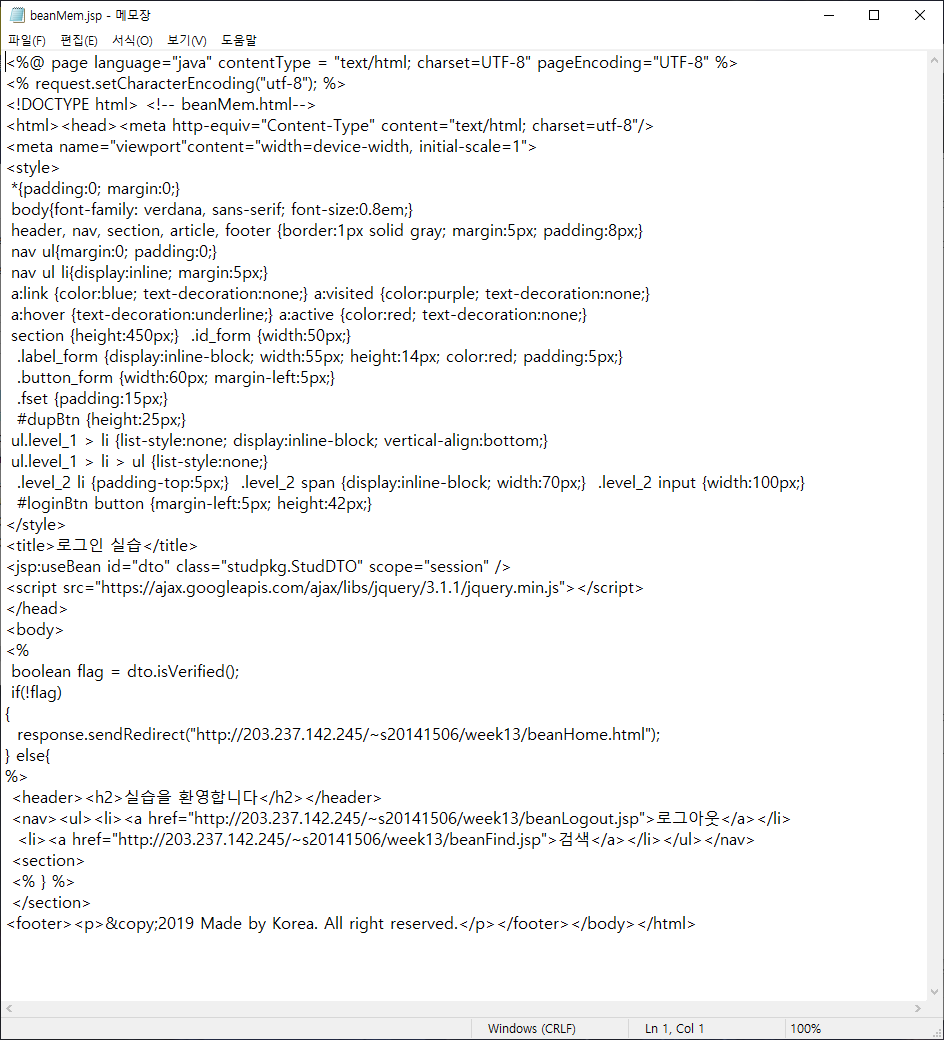 beanMem.jsp - 메모장
파일(F) 편집(E) 서식(O) 보기(V) 도움말
<%@ page language="java" contentType = "text/html; charset=UTF-8" pageEncoding="UTF-8" %>
<% request.setCharacterEncoding("utf-8"); %>
<!DOCTYPE html> <!-- beanMem.html-->
<html><head><meta http-equiv="Content-Type" content="text/html; charset=utf-8"/>
<meta name="viewport"content="width=device-width, initial-scale=1">
<style>
*{padding:0; margin:0;}
body{font-family: verdana, sans-serif; font-size:0.8em;}
header, nav, section, article, footer {border:1px solid gray; margin:5px; padding:8px;}
nav ul{margin:0; padding:0;}
nav ul li{display:inline; margin:5px;}
a:link {color:blue; text-decoration:none;} a:visited {color:purple; text-decoration:none;}
a:hover {text-decoration:underline;} a:active {color:red; text-decoration:none;}
section {height:450px;}  .id_form {width:50px;}
.label_form {display:inline-block; width:55px; height:14px; color:red; padding:5px;}
.button_form {width:60px; margin-left:5px;}
.fset {padding:15px;}
#dupBtn {height:25px;}
ul.level_1 > li {list-style:none; display:inline-block; vertical-align:bottom;}
ul.level_1 > li > ul {list-style:none;}
.level_2 li {padding-top:5px;}  .level_2 span {display:inline-block; width:70px;}  .level_2 input {width:100px;}
#loginBtn button {margin-left:5px; height:42px;}
</style>
<title>로그인 실습</title>
<jsp:useBean id="dto" class="studpkg.StudDTO" scope="session" />
<script src="https://ajax.googleapis.com/ajax/libs/jquery/3.1.1/jquery.min.js"></script>
</head>
<body>
<%
boolean flag = dto.isVerified();
if(!flag)
{
response.sendRedirect("http://203.237.142.245/~s20141506/week13/beanHome.html");
} else{
%>
<header><h2>실습을 환영합니다</h2></header>
<nav><ul><li><a href="http://203.237.142.245/~s20141506/week13/beanLogout.jsp">로그아웃</a></li>
<li><a href="http://203.237.142.245/~s20141506/week13/beanFind.jsp">검색</a></li></ul></nav>
<section>
<% } %>
</section>
<footer><p>&copy;2019 Made by Korea. All right reserved.</p></footer></body></html>
Windows (CRLF) Ln 1, Col 1 100%